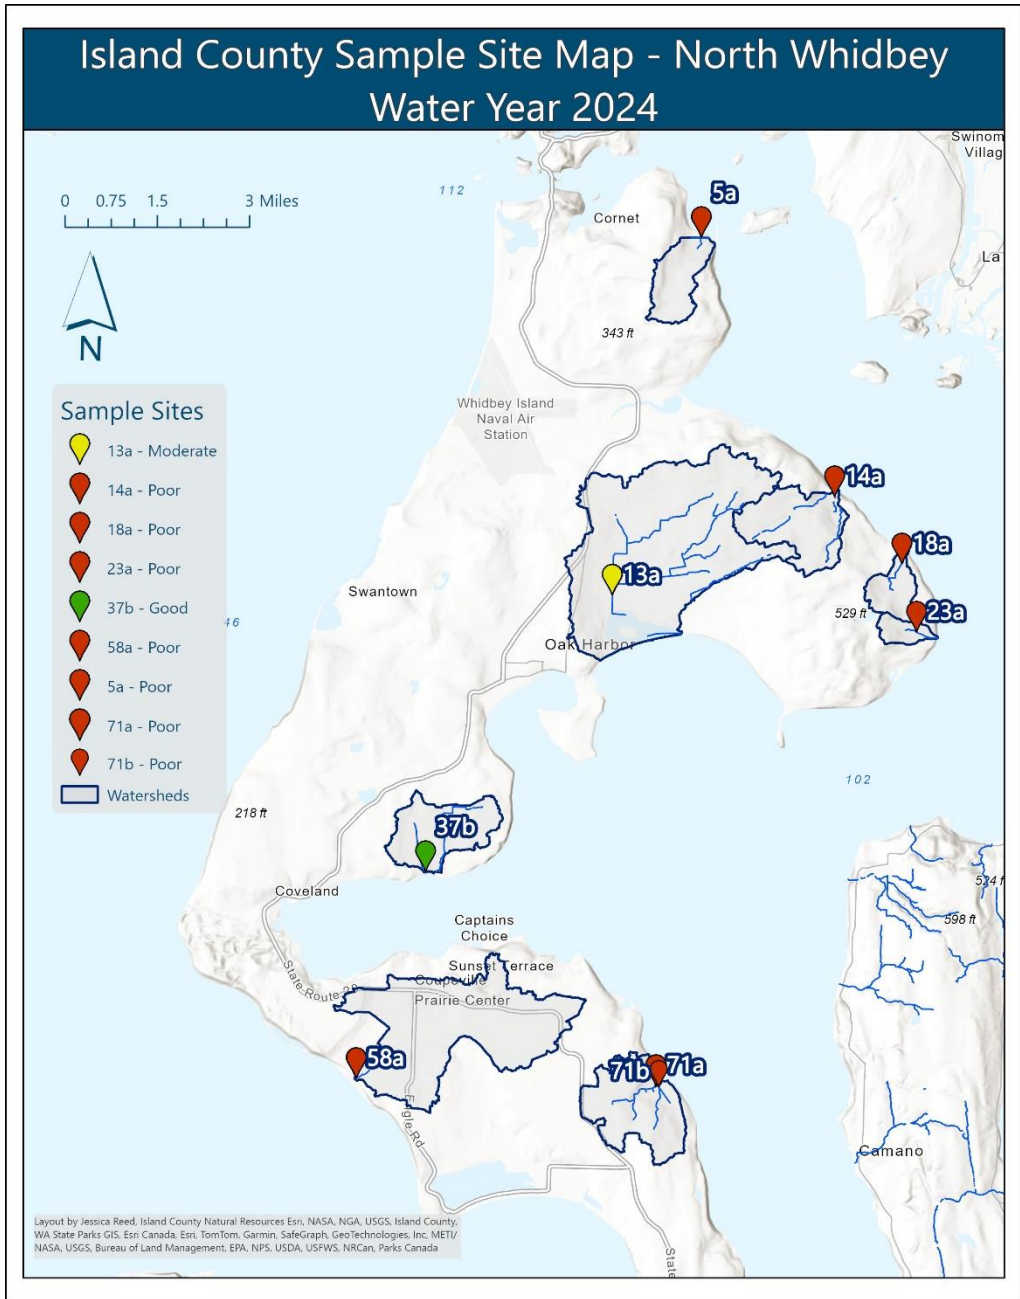 Island County Sample Site Map - North Whidbey
Water Year 2024
Swinom
Villag
112
0 0.75 1.5 3 Miles
5a
Cornet
La
N
343 ft
Whidbey Island
Naval Air
Station
Sample Sites
13a - Moderate
14a - Poor
18a - Poor
23a - Poor
37b - Good
58a - Poor
5a - Poor
71a - Poor
71b - Poor
Watersheds
14a
18a
13a
Swantown
529 ft
23a
46
Oak Harbor
102
218 ft
37b
524 f
Coveland
598 ft
Captains
Choice
Sunset Terrace
State Route 20
Coupeville
Prairie Center
58a
71b
71a
Engle Rd
Camano
State
Layout by Jessica Reed, Island County Natural Resources Esri, NASA, NGA, USGS, Island County,
WA State Parks GIS, Esri Canada, Esri, TomTom, Garmin, SafeGraph, GeoTechnologies, Inc, METI/
NASA, USGS, Bureau of Land Management, EPA, NPS, USDA, USFWS, NRCan, Parks Canada